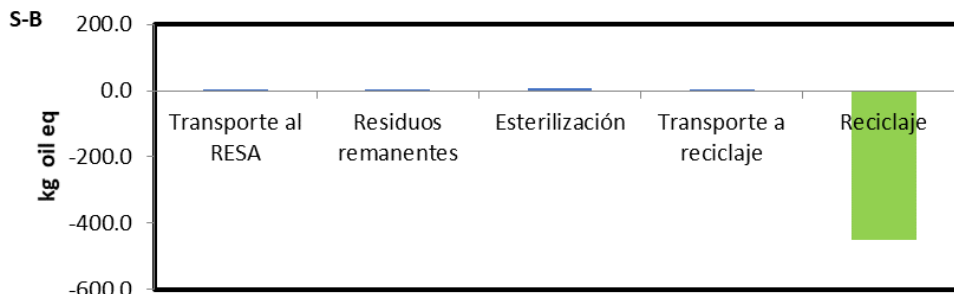 S-B
200.0
0.0
-200.0
-400.0
-600.0
kg oil eq
Transporte al
RESA
Residuos
remanentes
Esterilización
Transporte a
reciclaje
Reciclaje